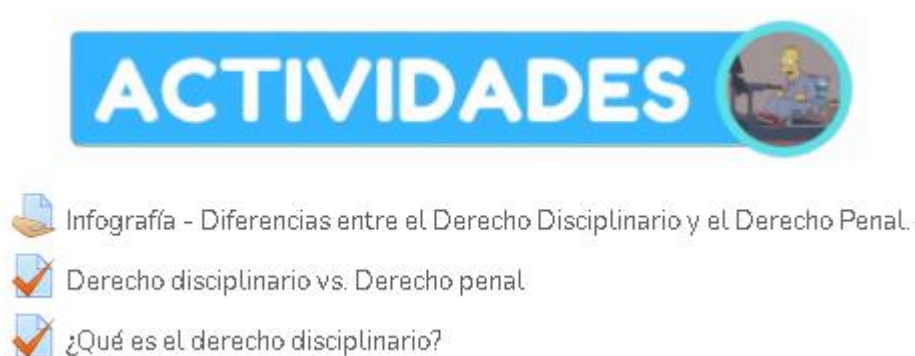 ACTIVIDADES
Infografía - Diferencias entre el Derecho Disciplinario y el Derecho Penal.
Derecho disciplinario vs. Derecho penal
¿Qué es el derecho disciplinario?